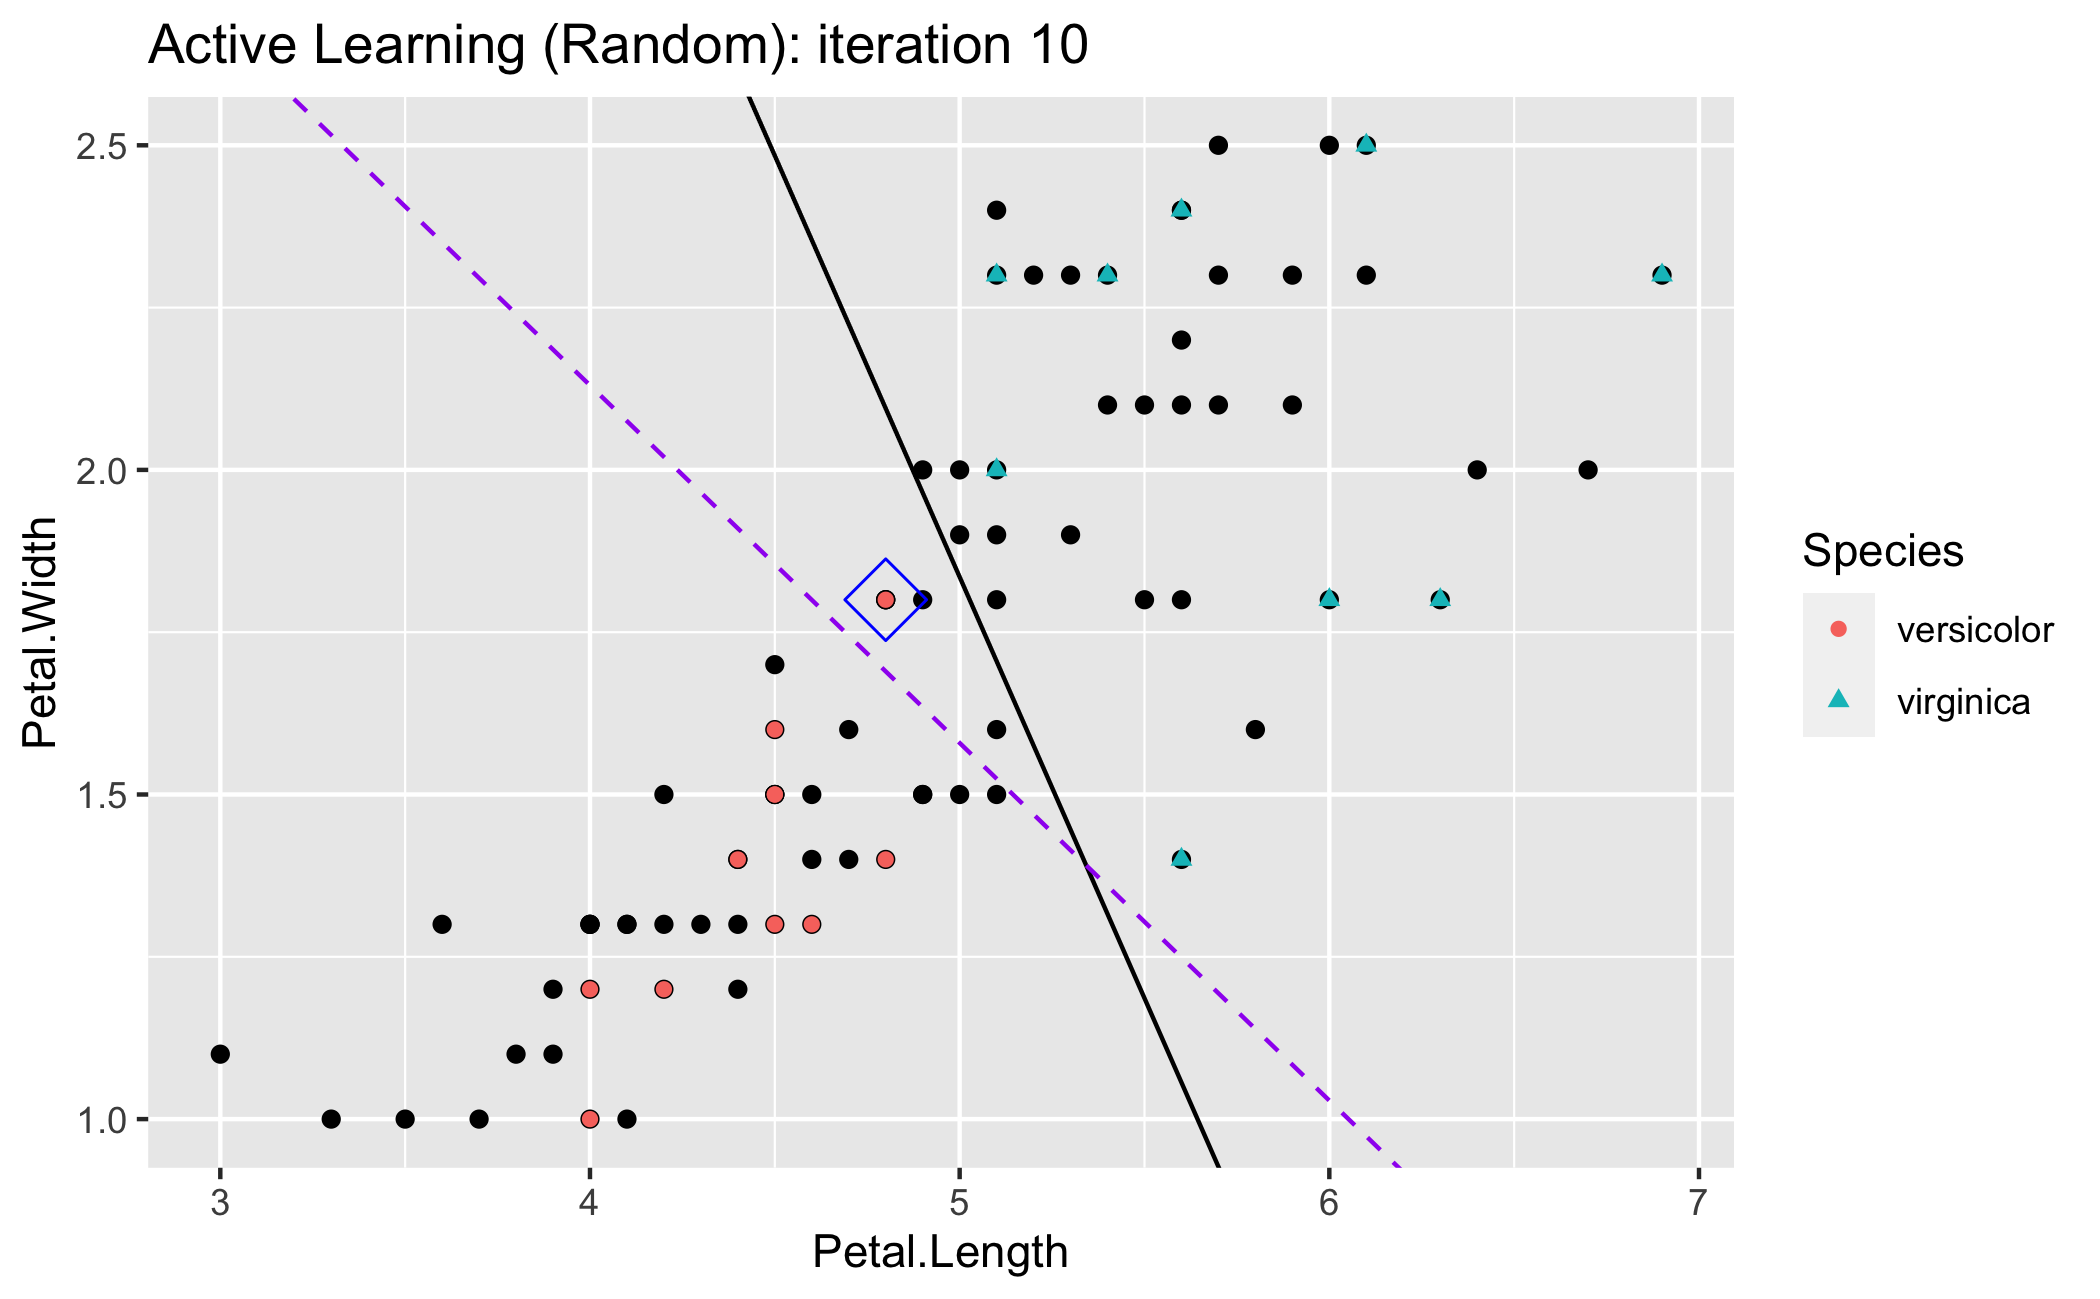 Active Learning (Random): iteration 10
2.5
2.0
1.5
1.0
Petal.Width
3 4 5 6 7
Petal.Length
Species
versicolor
virginica